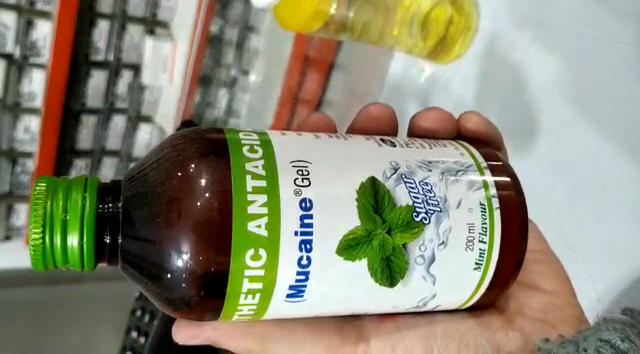 THETIC ANTACID
(Mucaine® Gel)
Sugar
Free
200 ml
Mint Flavour